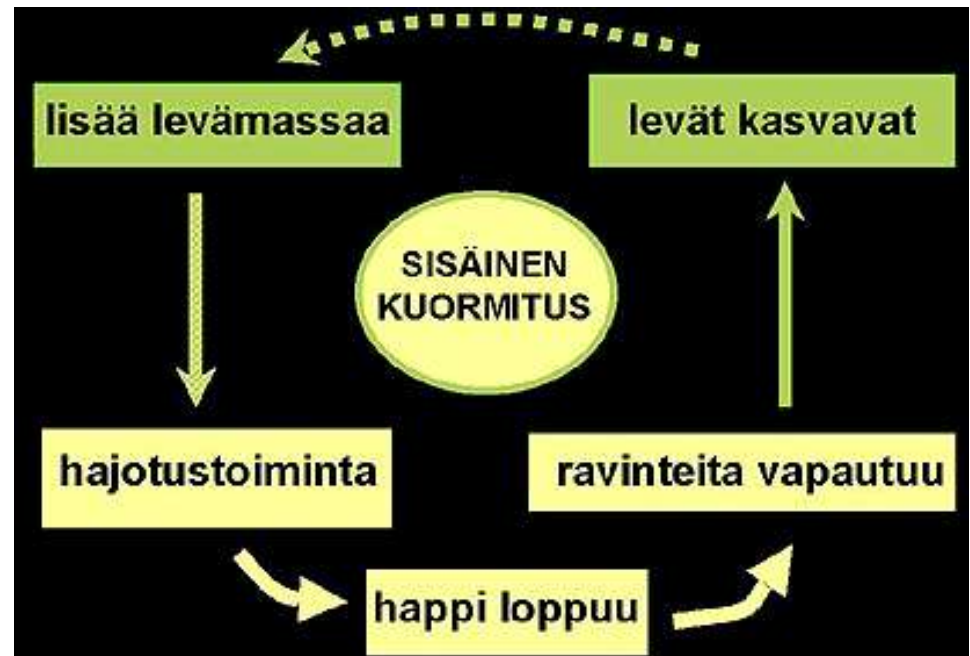 lisää levämassaa
levät kasvavat
SISÄINEN
KUORMITUS
hajotustoiminta
ravinteita vapautuu
happi loppuu